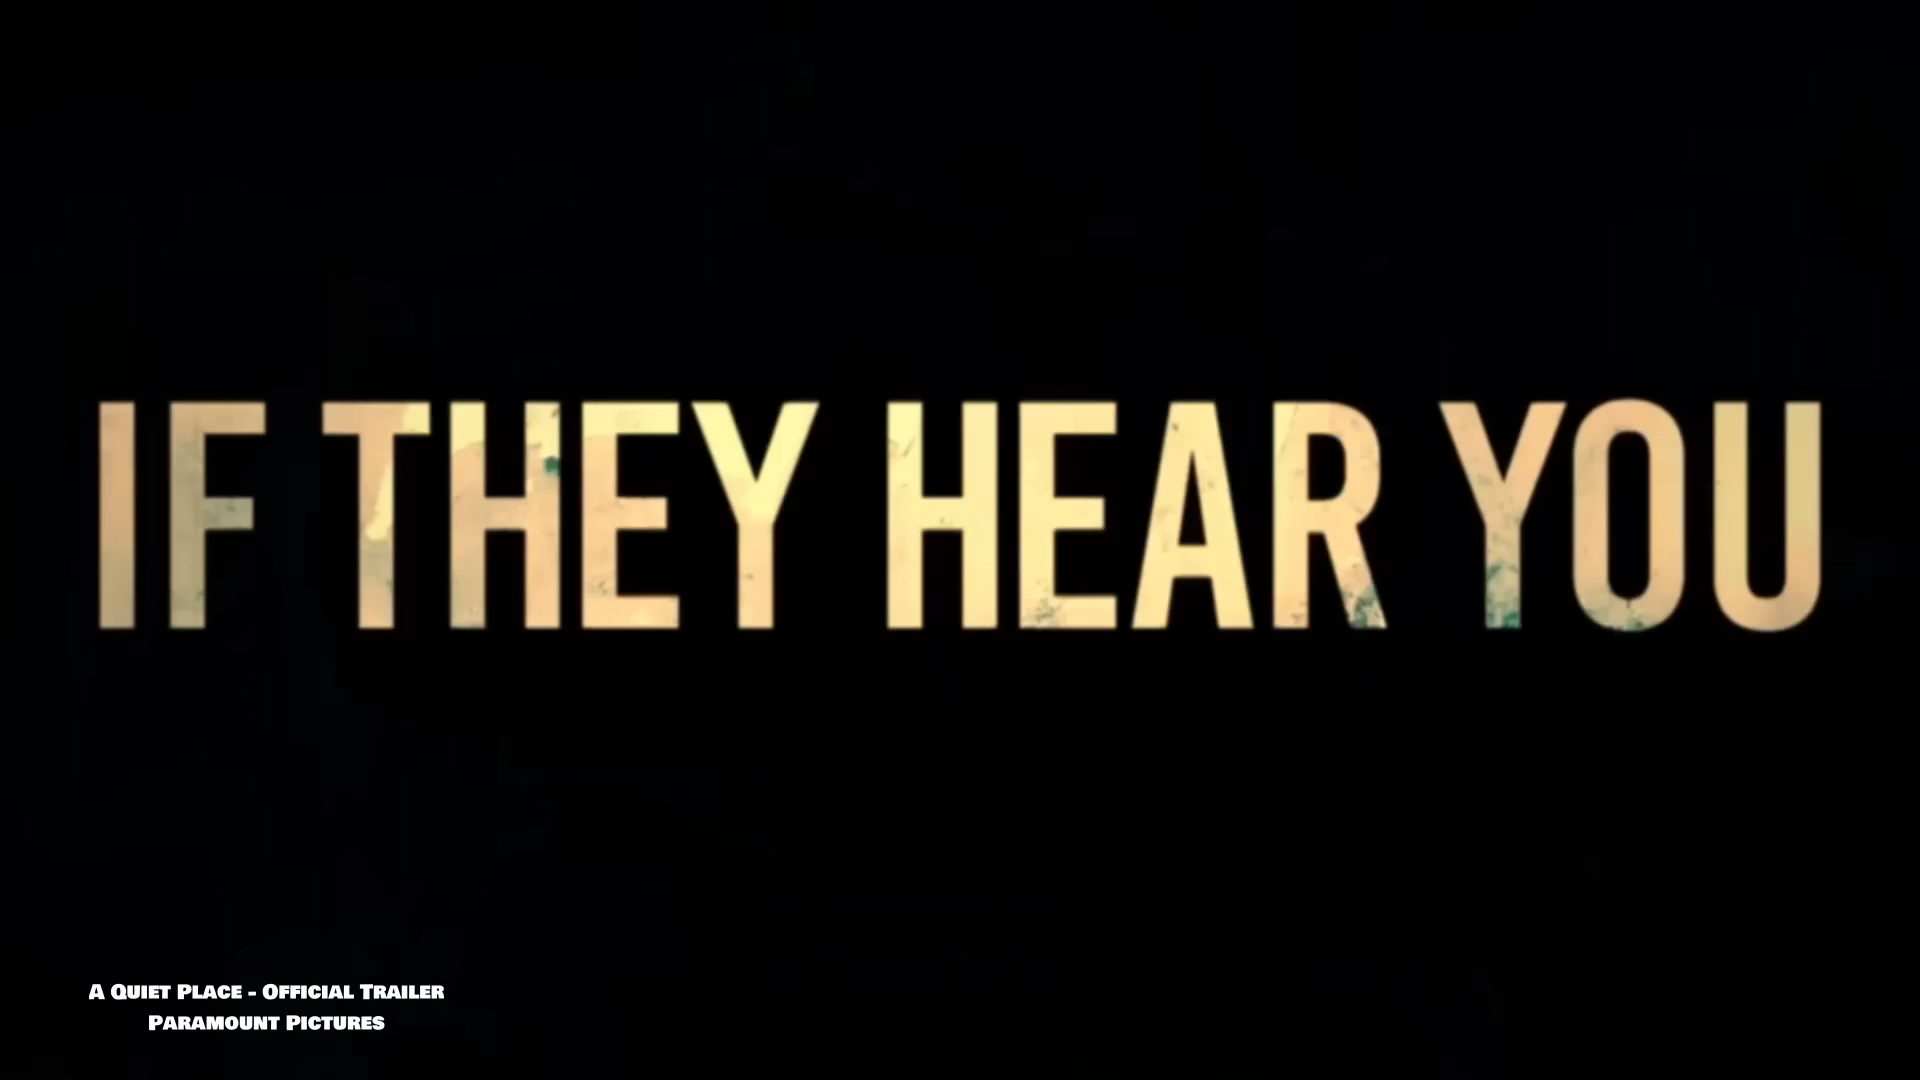 IF THEY HEAR YOU
A Quiet Place - Official Trailer
Paramount Pictures